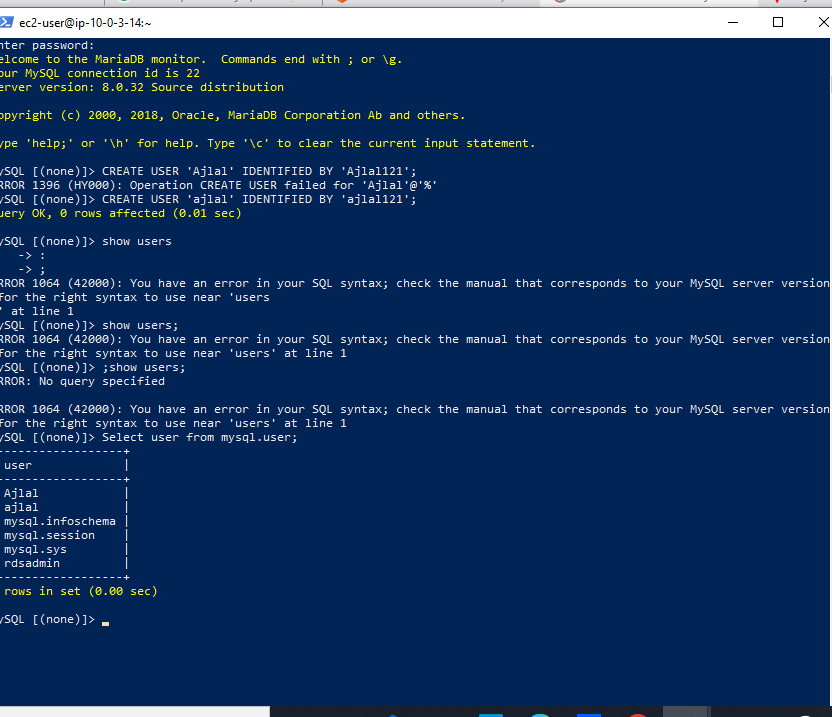 ec2-user@ip-10-0-3-14:~
nter password:
elcome to the MariaDB monitor.  Commands end with ; or \g.
our MySQL connection id is 22
erver version: 8.0.32 Source distribution
opyright (c) 2000, 2018, Oracle, MariaDB Corporation Ab and others.
ype 'help;' or '\h' for help. Type '\c' to clear the current input statement.
ySQL [(none)]> CREATE USER 'Ajlal' IDENTIFIED BY 'Ajlal121';
RROR 1396 (HY000): Operation CREATE USER failed for 'Ajlal'@'%'
ySQL [(none)]> CREATE USER 'ajlal' IDENTIFIED BY 'ajlal121';
uery OK, 0 rows affected (0.01 sec)
ySQL [(none)]> show users
-> :
-> ;
RROR 1064 (42000): You have an error in your SQL syntax; check the manual that corresponds to your MySQL server version
for the right syntax to use near 'users
' at line 1
ySQL [(none)]> show users;
RROR 1064 (42000): You have an error in your SQL syntax; check the manual that corresponds to your MySQL server version
for the right syntax to use near 'users' at line 1
ySQL [(none)]> ;show users;
RROR: No query specified
RROR 1064 (42000): You have an error in your SQL syntax; check the manual that corresponds to your MySQL server version
for the right syntax to use near 'users' at line 1
ySQL [(none)]> Select user from mysql.user;
------------------+
user             |
------------------+
Ajlal            |
ajlal            |
mysql.infoschema |
mysql.session    |
mysql.sys        |
rdsadmin         |
------------------+
rows in set (0.00 sec)
ySQL [(none)]>